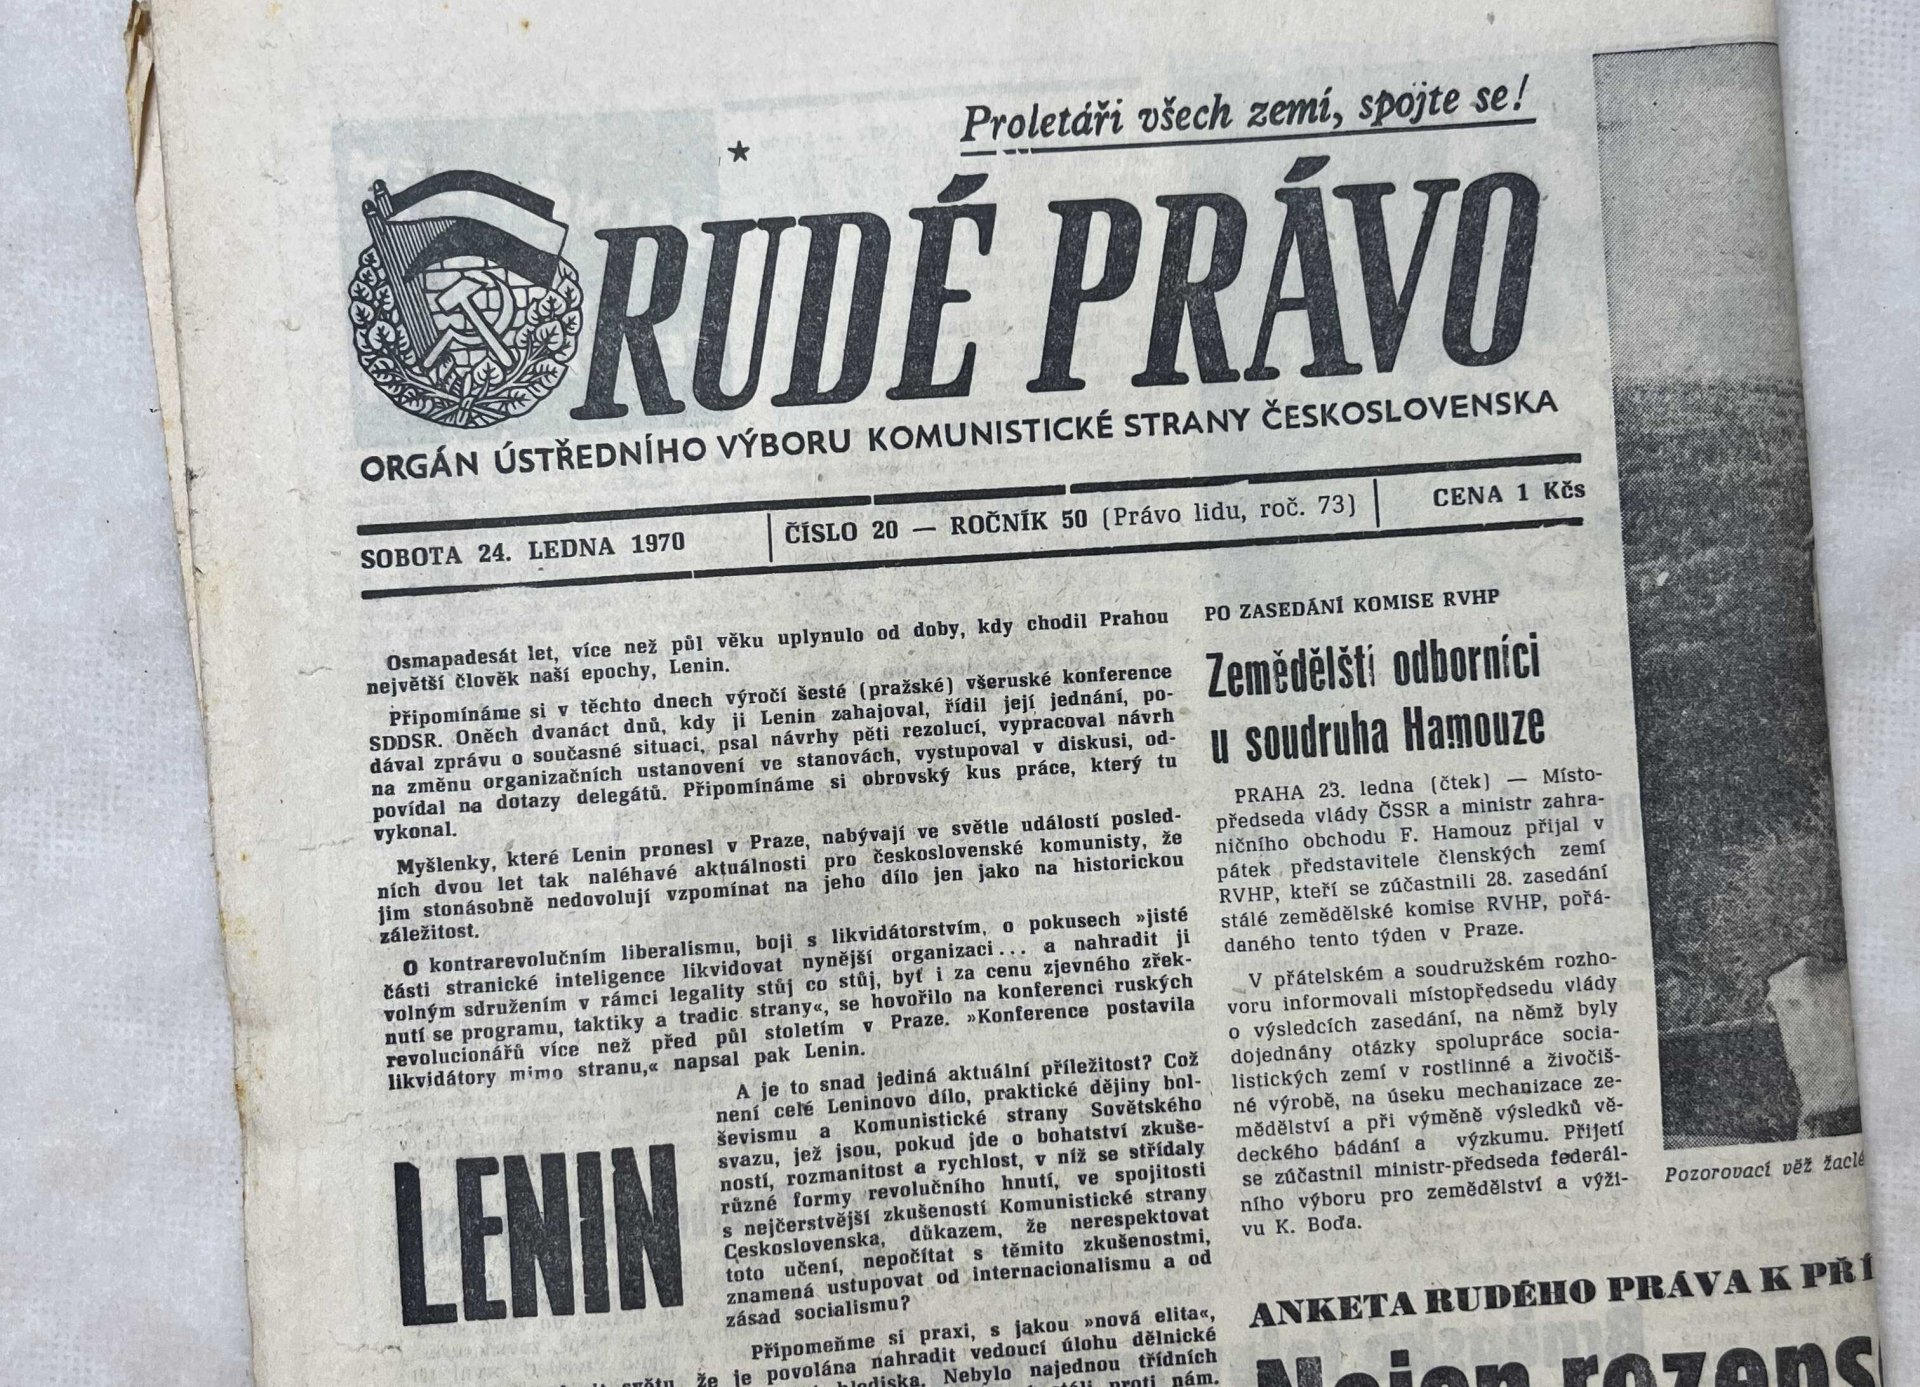 Proletáři všech zemí, spojte se!
RUDÉ PRÁVO
ORGÁN ÚSTŘEDNÍHO VÝBORU KOMUNISTICKÉ STRANY ČESKOSLOVENSKA
SOBOTA 24. LEDNA 1970
ČÍSLO 20 — ROČNÍK 50 (Právo lidu, roč. 73)
CENA 1 Kčs
Osmapadesát let, více než půl věku uplynulo od doby, kdy chodil Prahou
největší člověk naší epochy, Lenin.
Připomínáme si v těchto dnech výročí šesté (pražské) všeruské konference
SDDSR. Oněch dvanáct dnů, kdy ji Lenin zahajoval, řídil její jednání, po-
dával zprávu o současné situaci, psal návrhy pěti rezolucí, vypracoval návrh
na změnu organizačních ustanovení ve stanovách, vystupoval v diskusi, od-
povídal na dotazy delegátů. Připomínáme si obrovský kus práce, který tu
vykonal.
Myšlenky, které Lenin pronesl v Praze, nabývají ve světle událostí posled-
ních dvou let tak naléhavé aktuálnosti pro československé komunisty, že
jim stonásobně nedovolují vzpomínat na jeho dílo jen jako na historickou
záležitost.
O kontrarevolučním liberalismu, boji s likvidátorstvím, o pokusech »jisté
části stranické inteligence likvidovat nynější organizaci... a nahradit ji
volným sdružením v rámci legality stůj co stůj, byť i za cenu zjevného zřek-
nutí se programu, taktiky a tradic strany«, se hovořilo na konferenci ruských
revolucionářů více než před půl stoletím v Praze. »Konference postavila
likvidátory mimo stranu,« napsal pak Lenin.
LENIN
A je to snad jediná aktuální příležitost? Což
není celé Leninovo dílo, praktické dějiny bol-
ševismu a Komunistické strany Sovětského
svazu, jež jsou, pokud jde o bohatství zkuše-
ností, rozmanitost a rychlost, v níž se střídaly
různé formy revolučního hnutí, ve spojitosti
s nejčerstvější zkušeností Komunistické strany
Československa, důkazem, že nerespektovat
toto učení, nepočítat s těmito zkušenostmi,
znamená ustupovat od internacionalismu a od
zásad socialismu?
Připomeňme si praxi, s jakou »nová elita«,
světu, že je povolána nahradit vedoucí úlohu dělnické
hlediska. Nebylo najednou třídních
proti nám.
PO ZASEDÁNÍ KOMISE RVHP
Zemědělští odborníci
u soudruha Hamouze
PRAHA 23. ledna (čtek) — Místo-
předseda vlády ČSSR a ministr zahra-
ničního obchodu F. Hamouz přijal v
pátek představitele členských zemí
RVHP, kteří se zúčastnili 28. zasedání
stálé zemědělské komise RVHP, pořá-
daného tento týden v Praze.
V přátelském a soudružském rozho-
voru informovali místopředsedu vlády
o výsledcích zasedání, na němž byly
dojednány otázky spolupráce socia-
listických zemí v rostlinné a živočiš-
né výrobě, na úseku mechanizace ze-
mědělství a při výměně výsledků vě-
deckého bádání a výzkumu. Přijetí
se zúčastnil ministr-předseda federál-
ního výboru pro zemědělství a výži-
vu K. Boďa.
Pozorovací věž žaclé
ANKETA RUDÉHO PRÁVA K PŘÍ
Nejen rozens